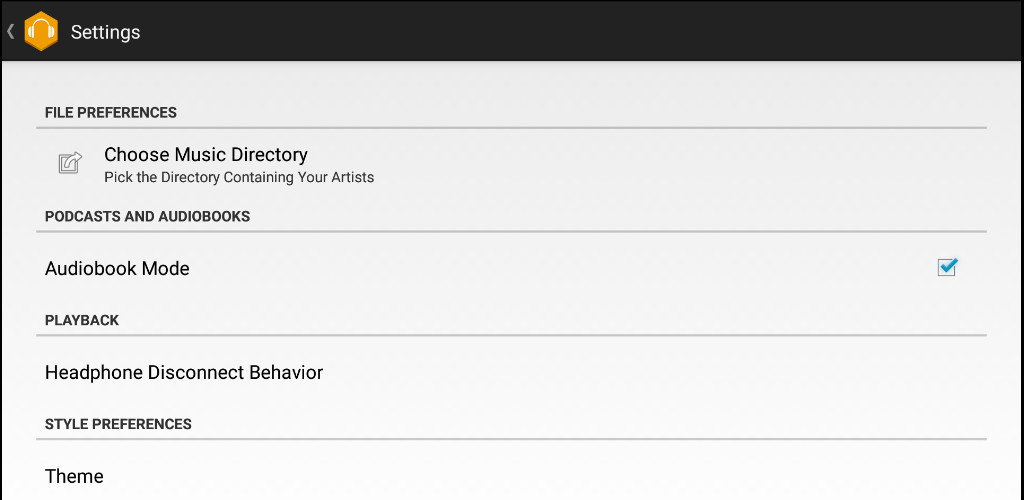 Settings
FILE PREFERENCES
Choose Music Directory
Pick the Directory Containing Your Artists
PODCASTS AND AUDIOBOOKS
Audiobook Mode
PLAYBACK
Headphone Disconnect Behavior
STYLE PREFERENCES
Theme